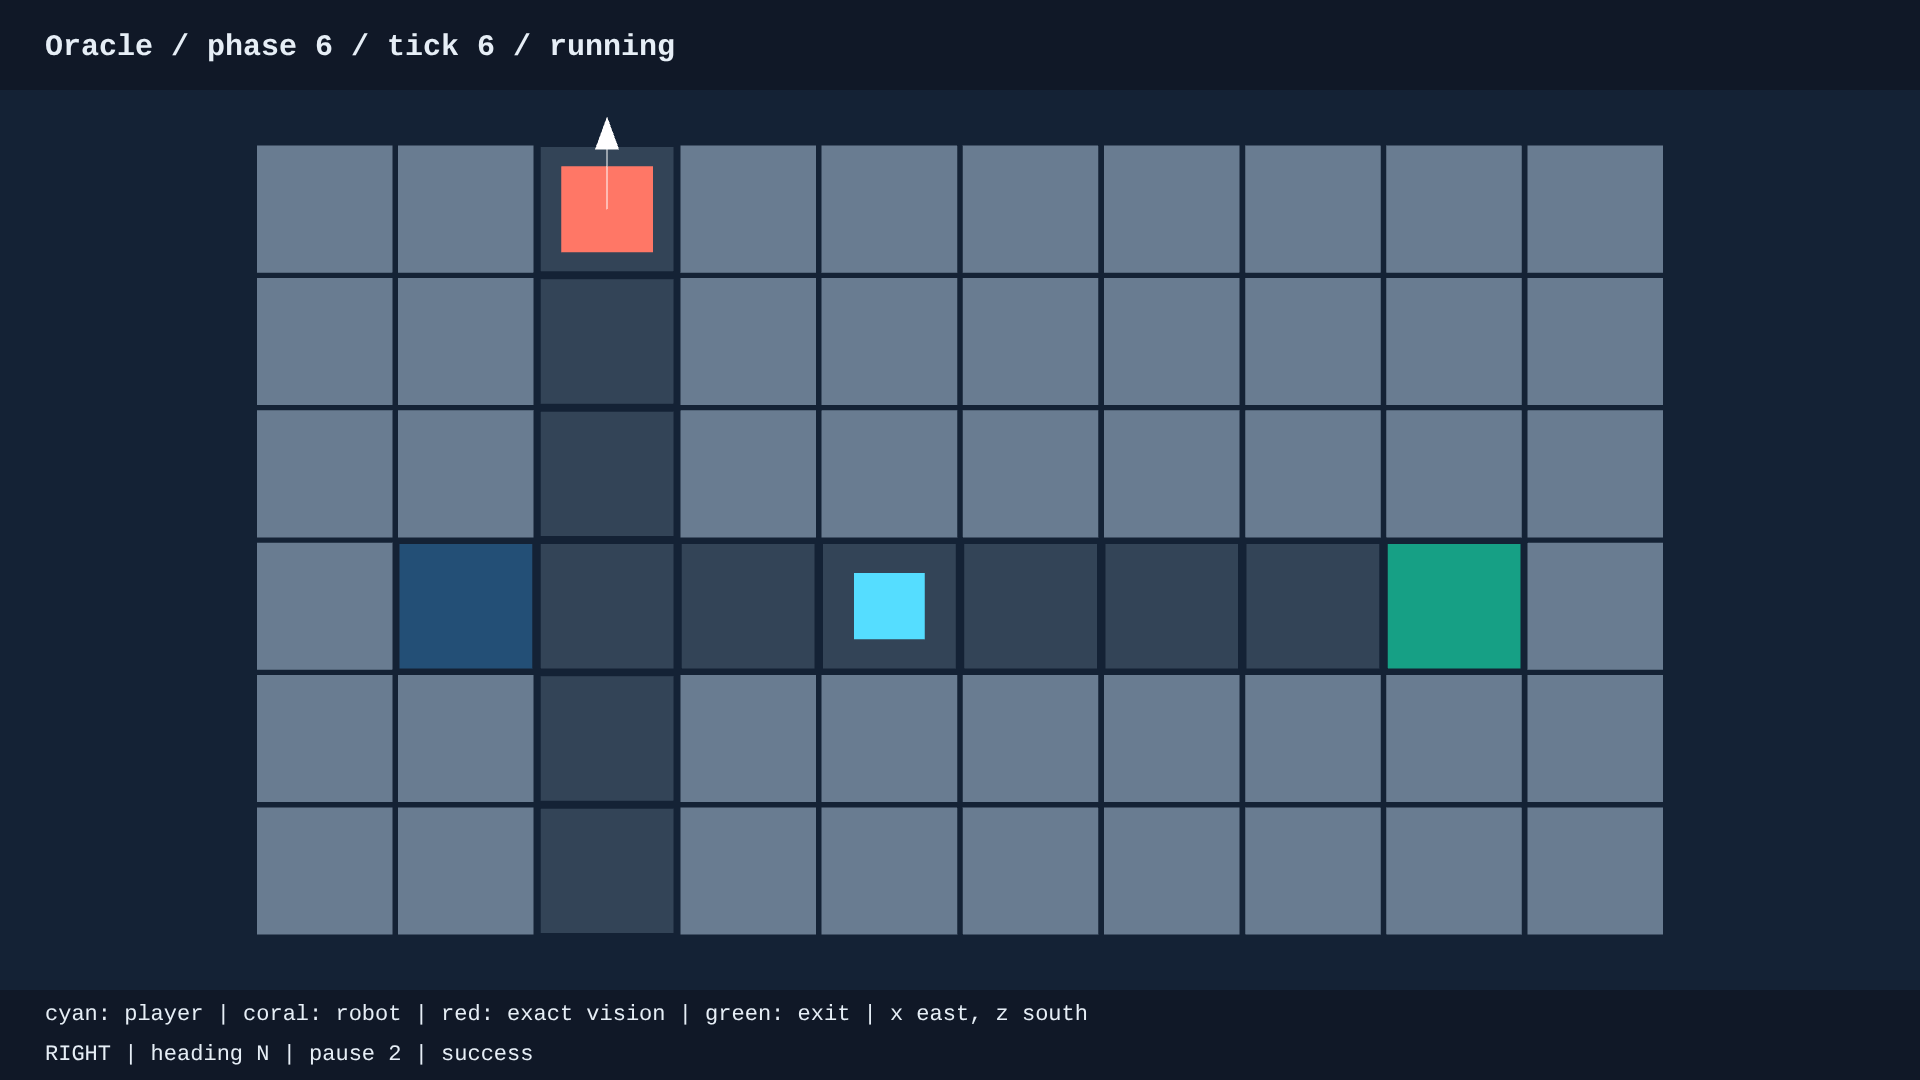 Oracle / phase 6 / tick 6 / running
cyan: player | coral: robot | red: exact vision | green: exit | x east, z south
RIGHT | heading N | pause 2 | success